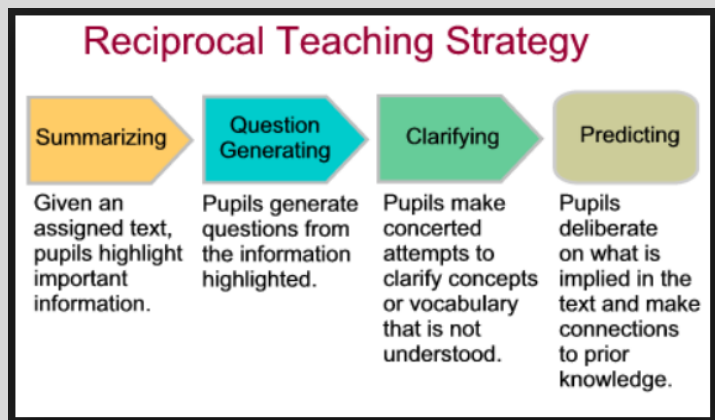 Reciprocal Teaching Strategy
Summarizing
Question
Generating
Clarifying
Predicting
Given an
assigned text,
pupils highlight
important
information.
Pupils generate
questions from
the information
highlighted.
Pupils make
concerted
attempts to
clarify concepts
or vocabulary
that is not
understood.
Pupils
deliberate
on what is
implied in the
text and make
connections
to prior
knowledge.